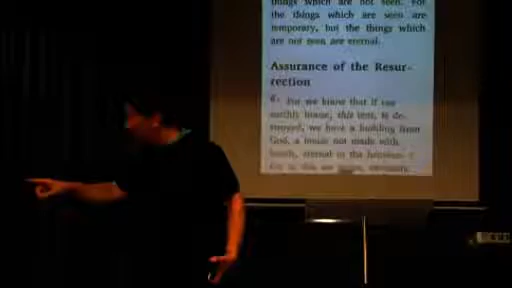 things which are not seen. For
the things which are seen are
temporary, but the things which
are not seen are eternal.
Assurance of the Resur-
rection
For we know that if our
earthly house, this tent, is de-
stroyed, we have a building from
God, a house not made with
hands, eternal in the heavens.